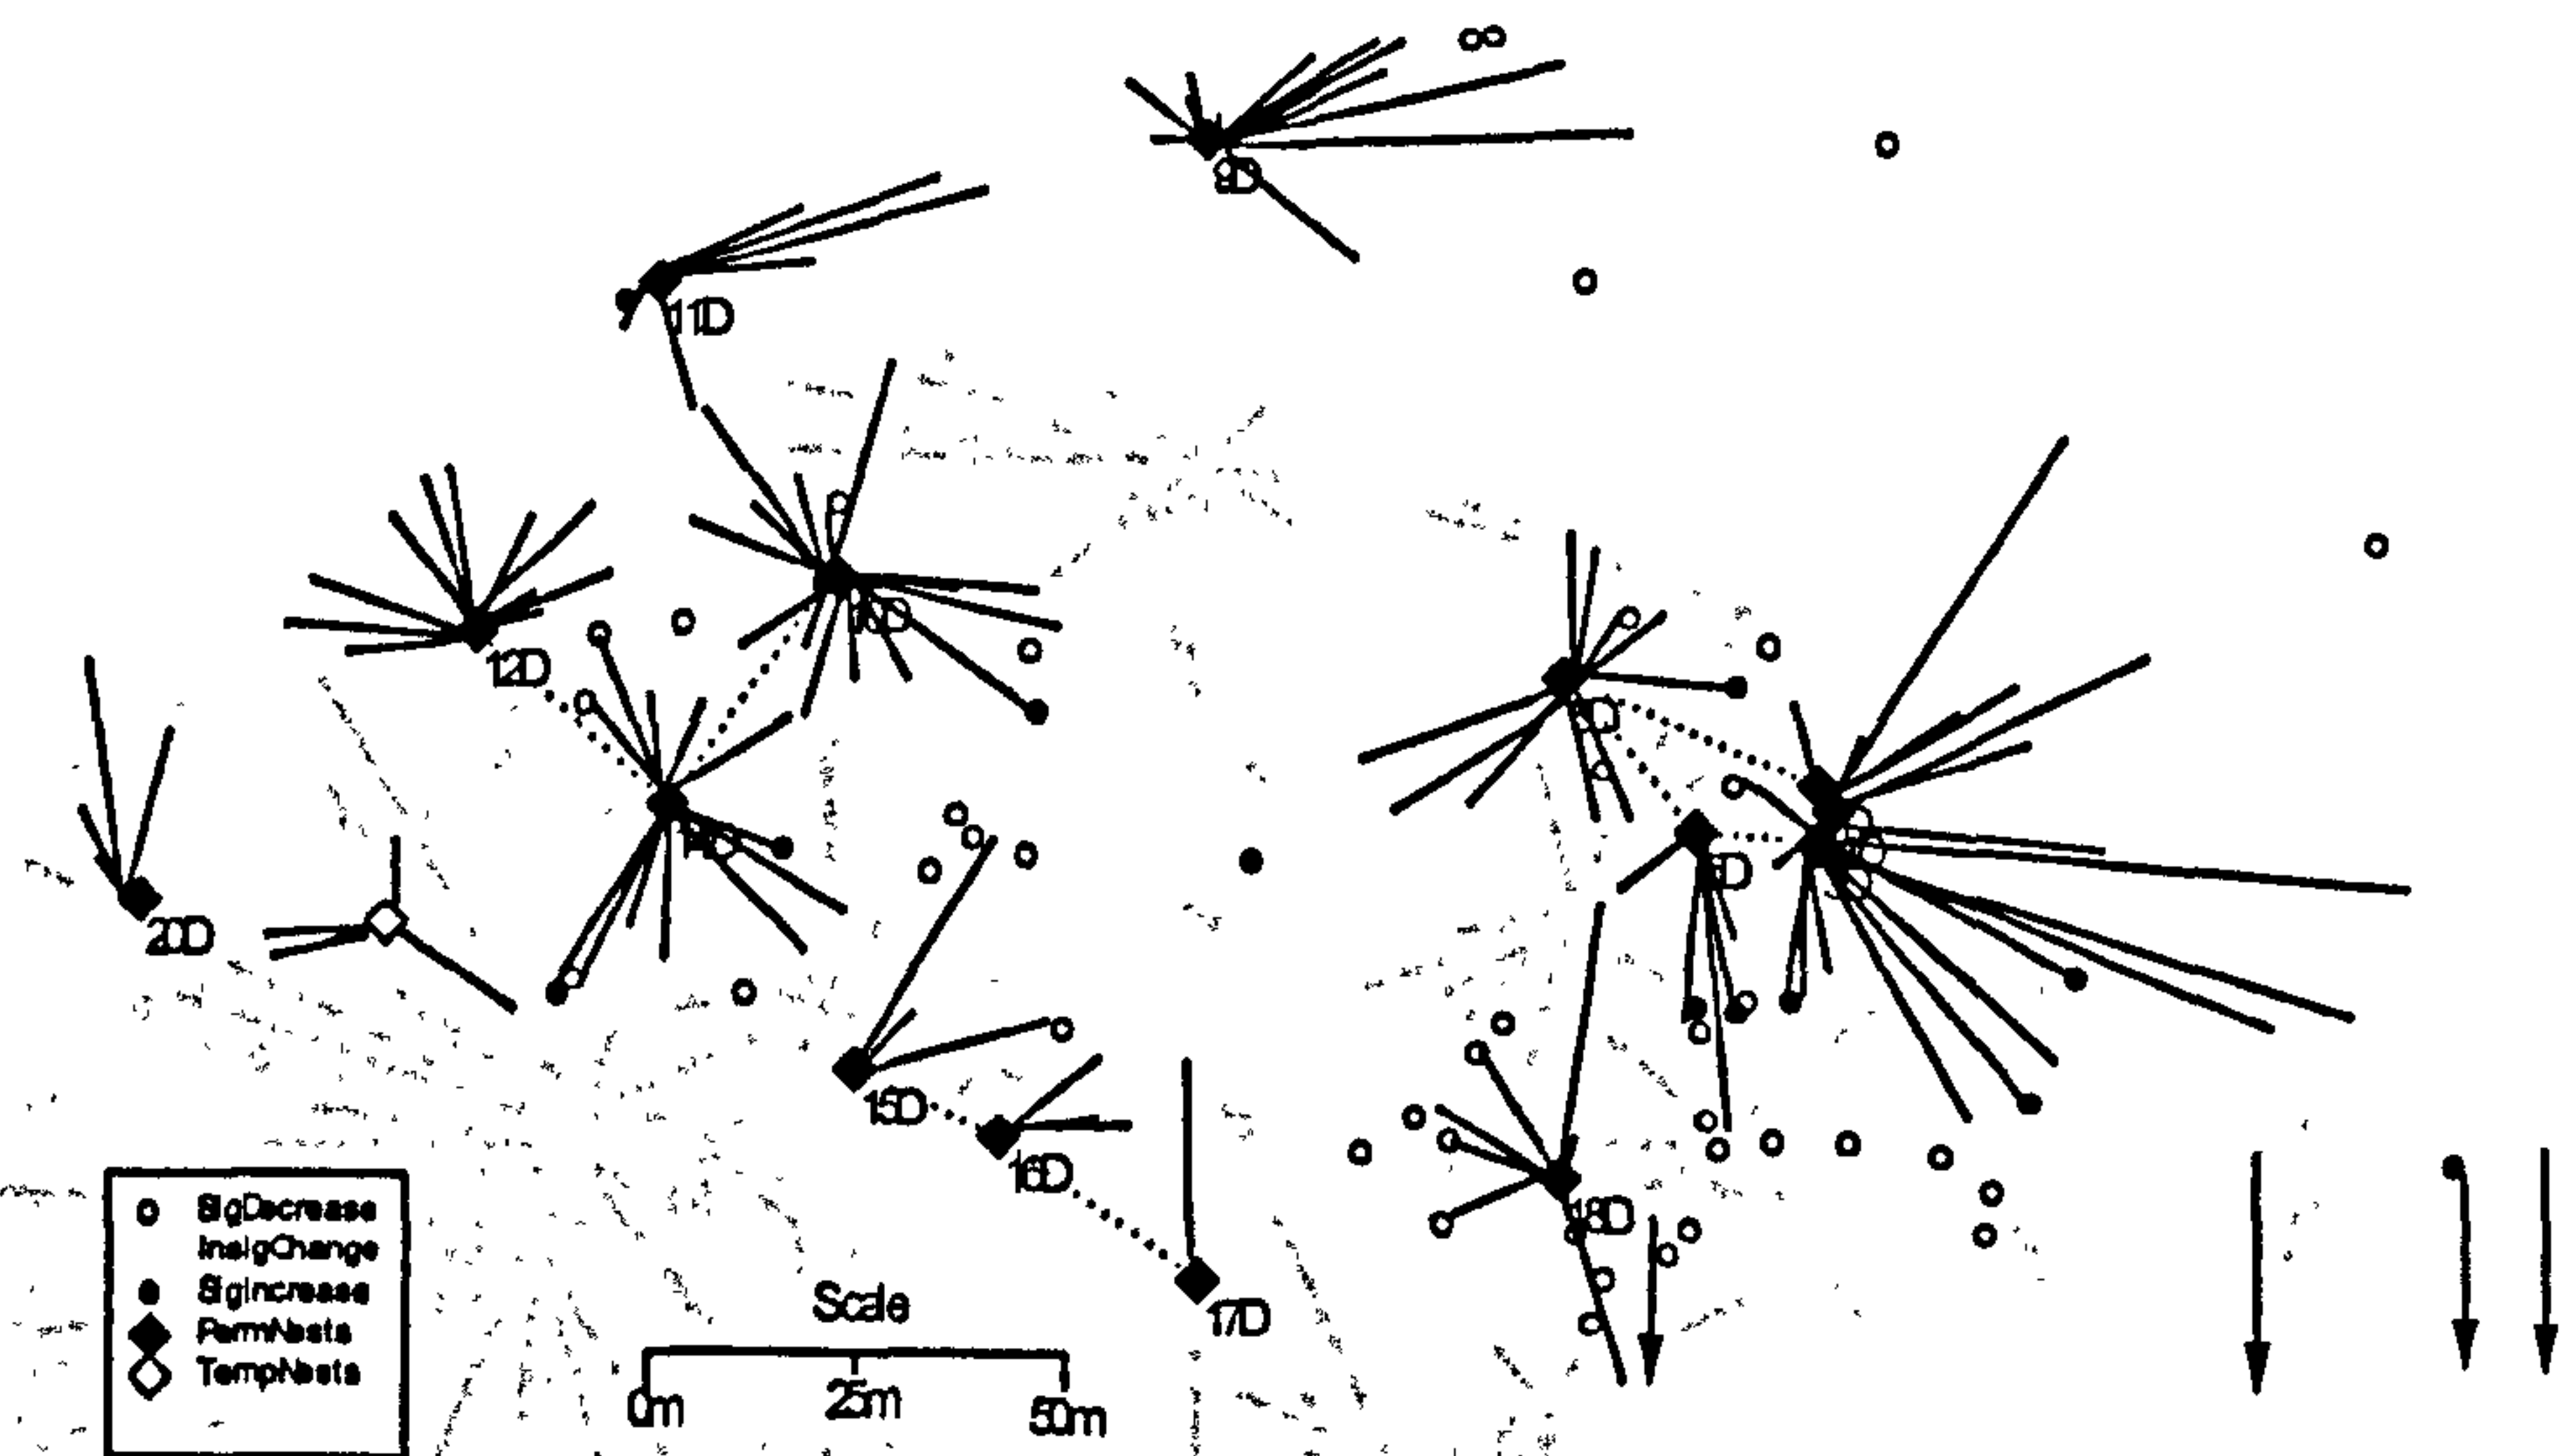 9D
11D
12D
20D
15D
16D
17D
18D
SigDecrease
InsigChange
SigIncrease
PermNests
TempNests
Scale
0m 25m 50m